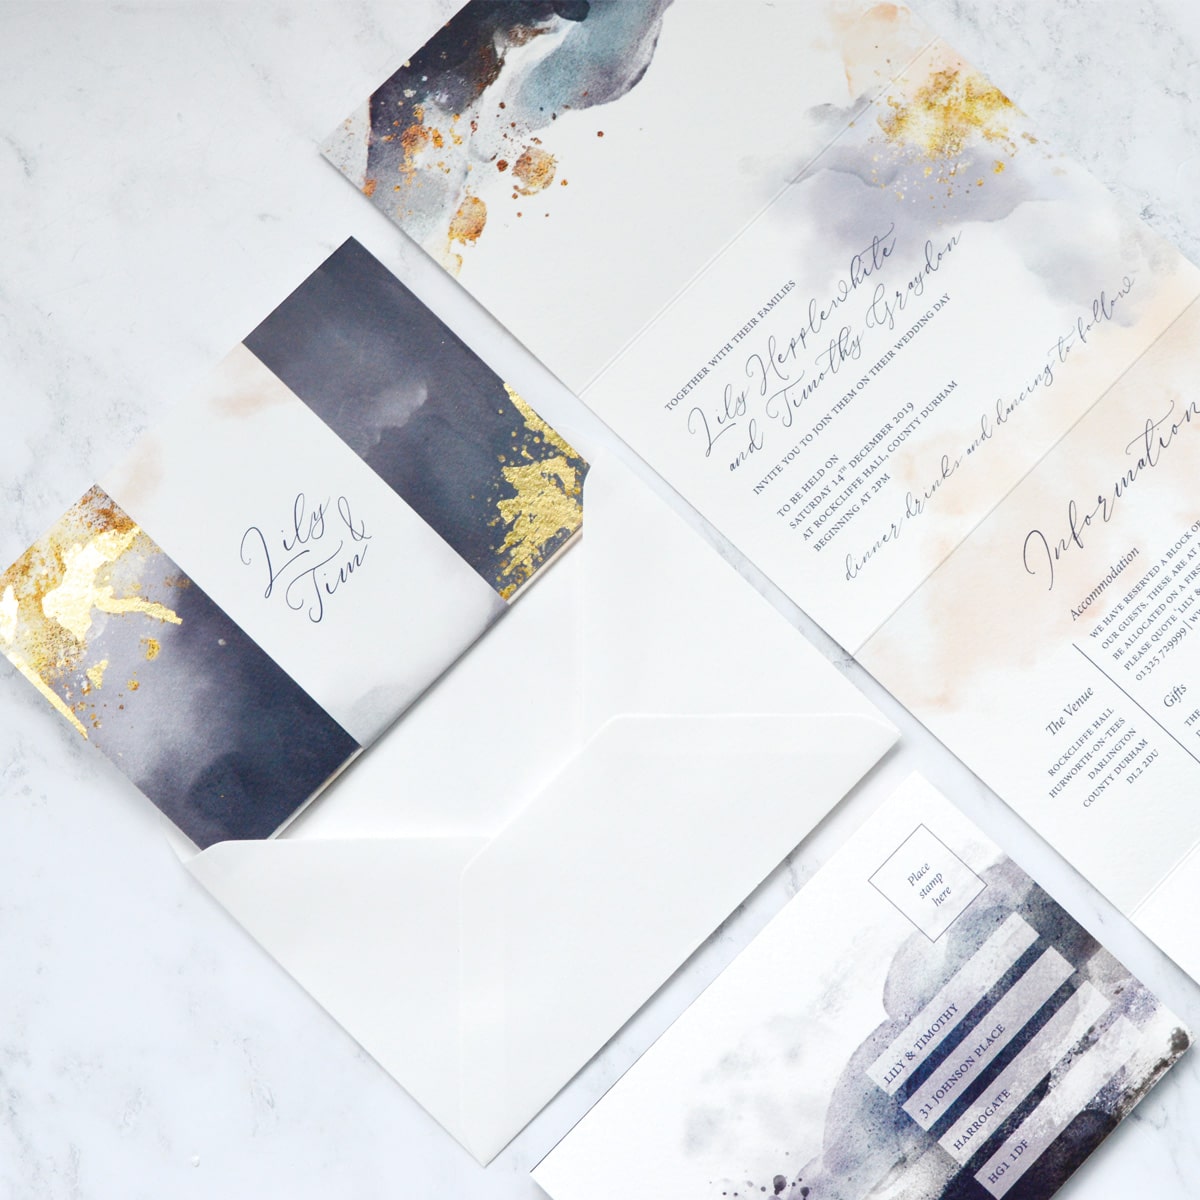 Lily
&
Tim
TOGETHER WITH THEIR FAMILIES
Lily Hepplewhite
and Timothy Graydon
INVITE YOU TO JOIN THEM ON THEIR WEDDING DAY
TO BE HELD ON
SATURDAY 14TH DECEMBER 2019
AT ROCKCLIFFE HALL, COUNTY DURHAM
BEGINNING AT 2PM
dinner drinks and dancing to follow
Information
Accommodation
WE HAVE RESERVED A BLOCK OF
OUR GUESTS. THESE ARE AT
BE ALLOCATED ON A FIRST
PLEASE QUOTE 'LILY
01325 729999 |
The Venue
ROCKCLIFFE HALL
HURWORTH-ON-TEES
DARLINGTON
COUNTY DURHAM
DL2 2DU
Gifts
Place
stamp
here
LILY & TIMOTHY
31 JOHNSON PLACE
HARROGATE
HG1 1DF